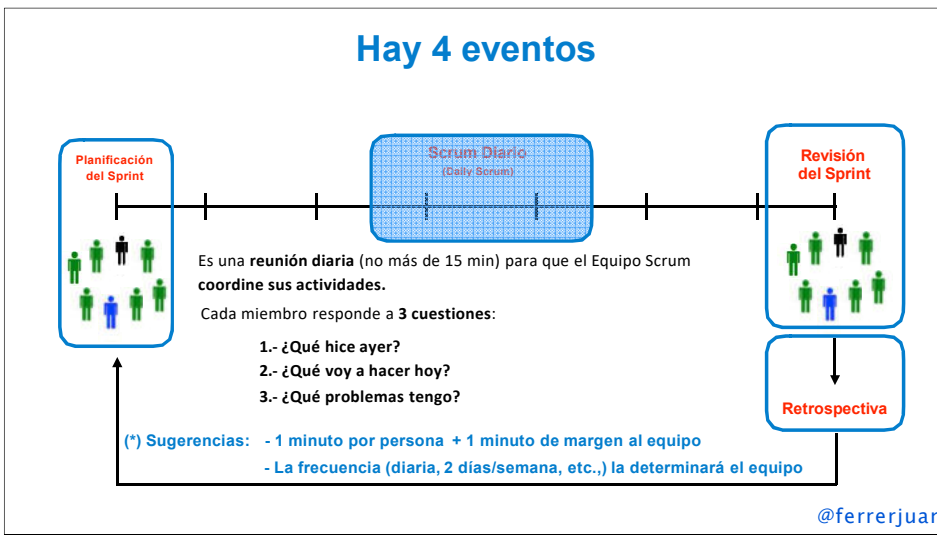 Hay 4 eventos
Planificación
del Sprint
Scrum Diario
(Daily Scrum)
Revisión
del Sprint
Es una reunión diaria (no más de 15 min) para que el Equipo Scrum
coordine sus actividades.
Cada miembro responde a 3 cuestiones:
1.- ¿Qué hice ayer?
2.- ¿Qué voy a hacer hoy?
3.- ¿Qué problemas tengo?
Retrospectiva
(*) Sugerencias: - 1 minuto por persona + 1 minuto de margen al equipo
- La frecuencia (diaria, 2 días/semana, etc.,) la determinará el equipo
@ferrerjuan